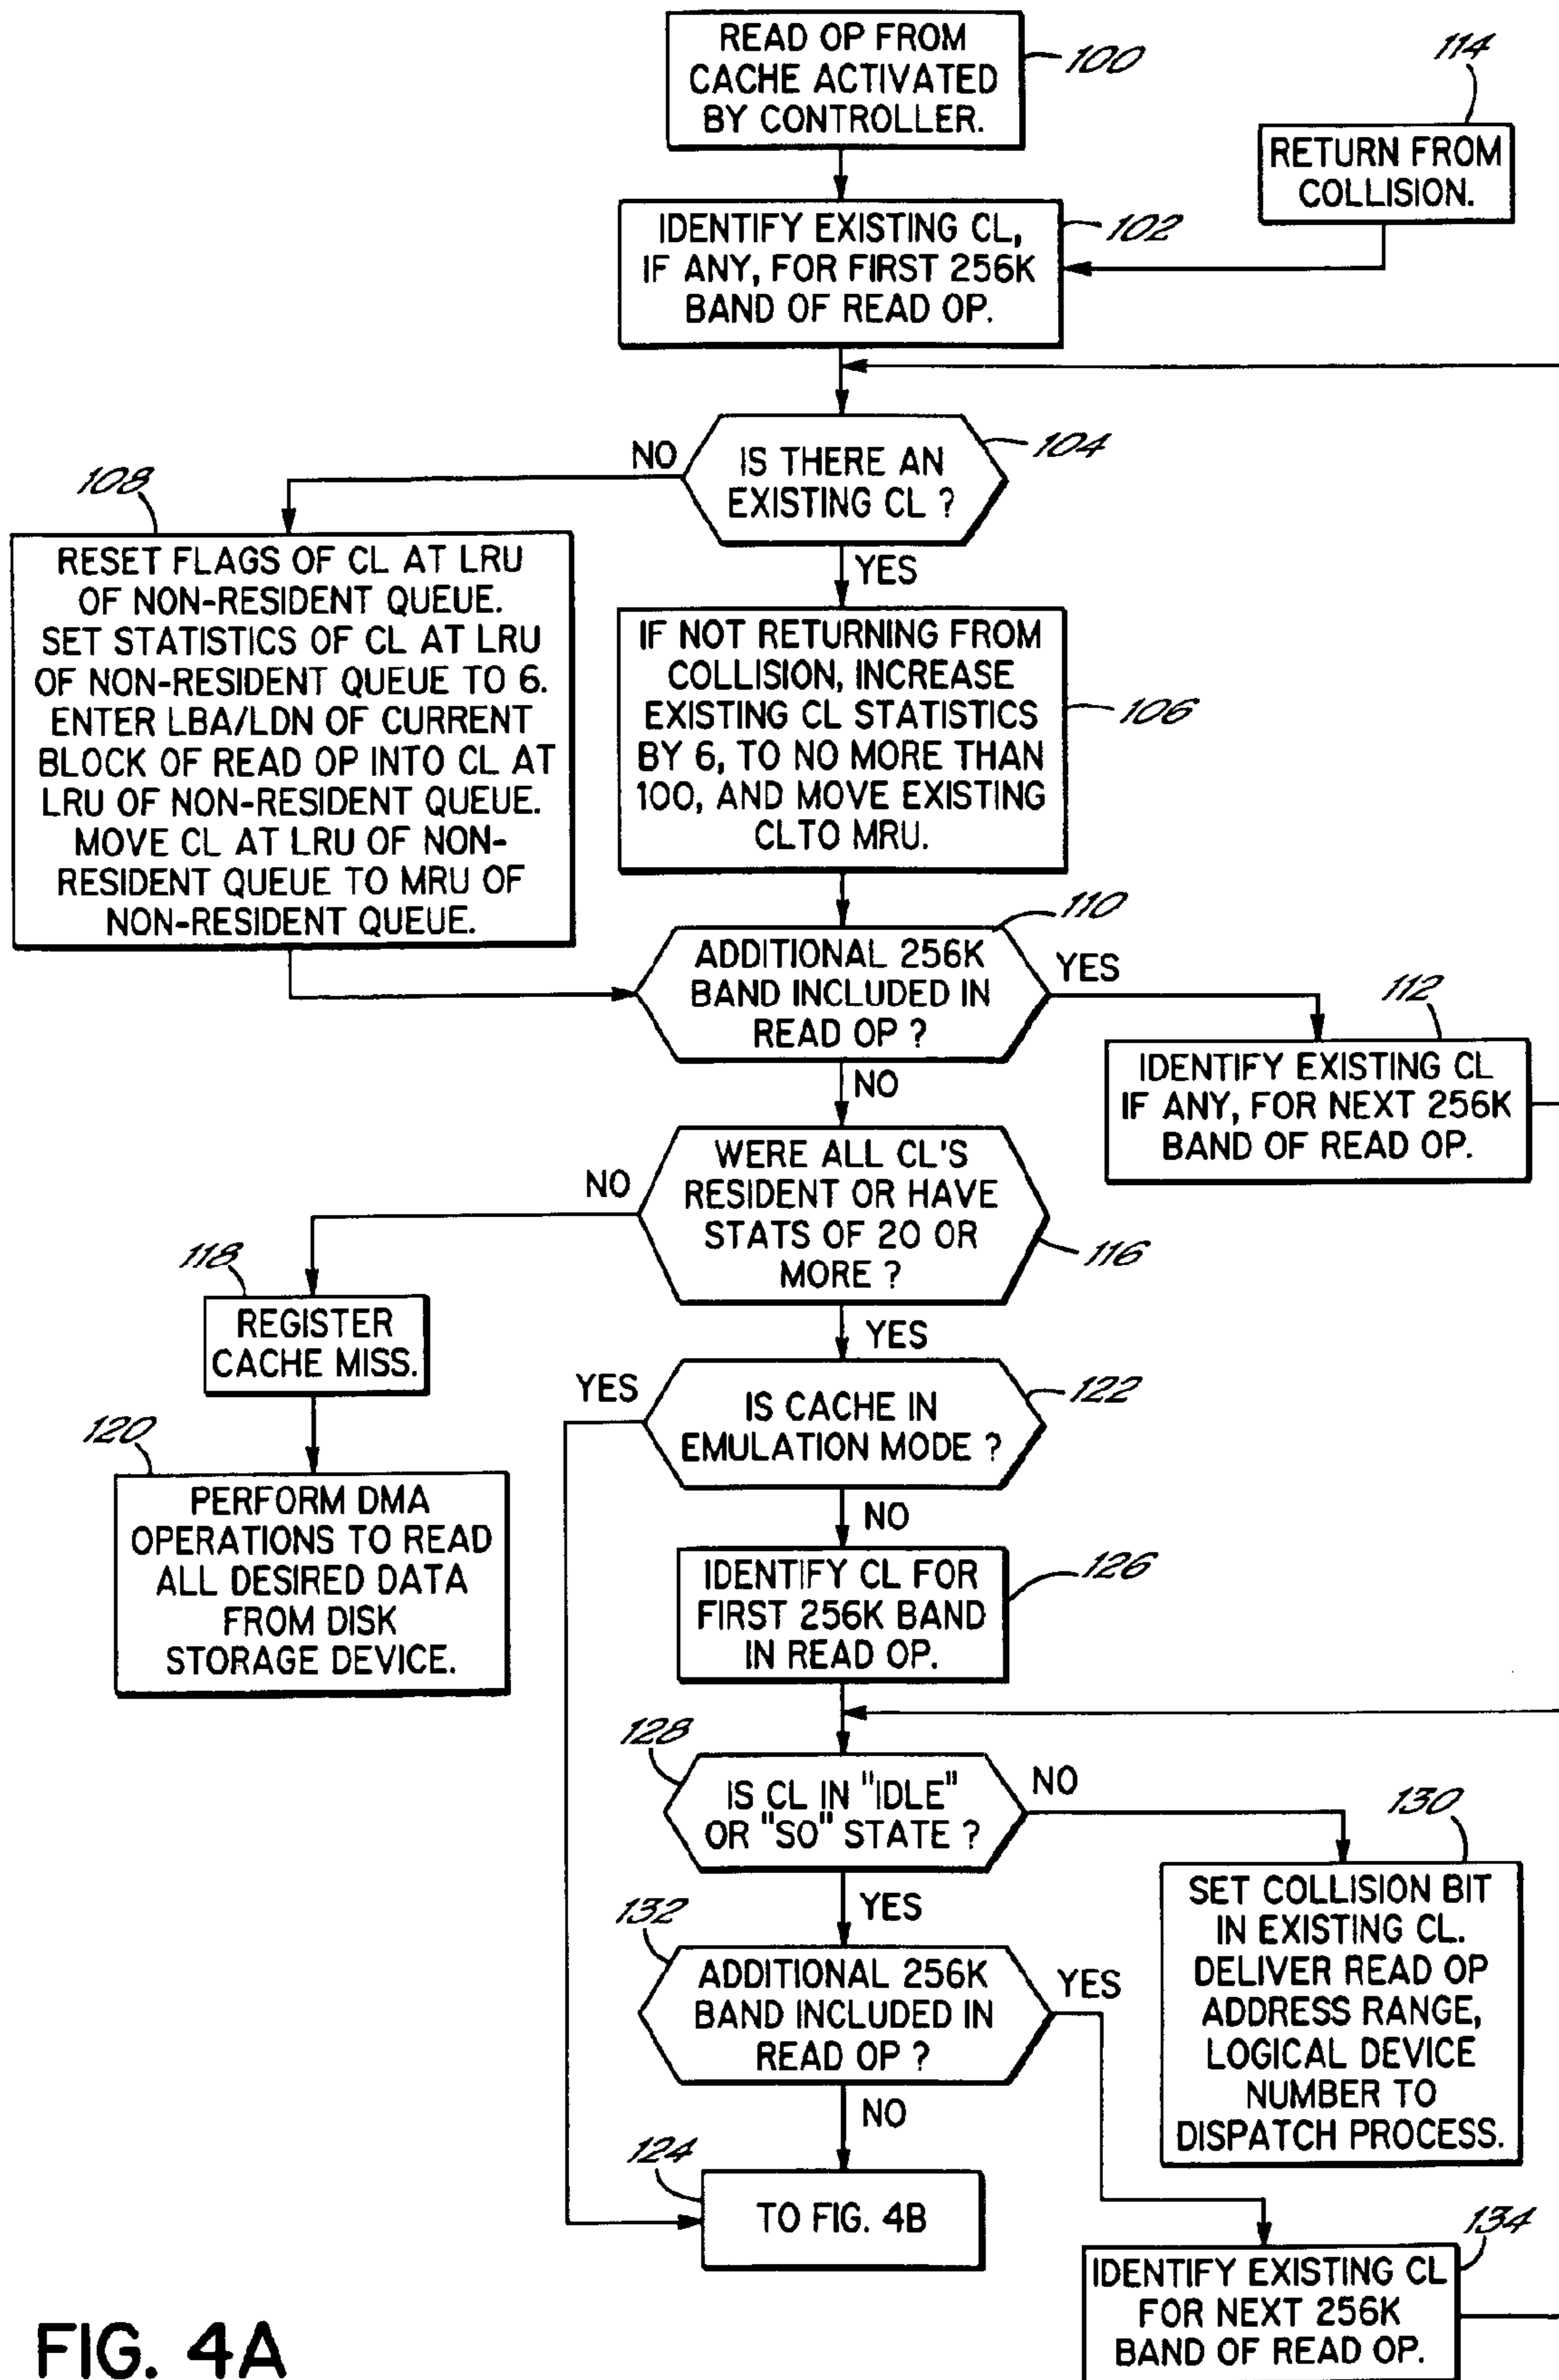 READ OP FROM
CACHE ACTIVATED
BY CONTROLLER.
100
114
RETURN FROM
COLLISION.
IDENTIFY EXISTING CL,
IF ANY, FOR FIRST 256K
BAND OF READ OP.
102
IS THERE AN
EXISTING CL ?
104
NO
YES
108
RESET FLAGS OF CL AT LRU
OF NON-RESIDENT QUEUE.
SET STATISTICS OF CL AT LRU
OF NON-RESIDENT QUEUE TO 6.
ENTER LBA/LDN OF CURRENT
BLOCK OF READ OP INTO CL AT
LRU OF NON-RESIDENT QUEUE.
MOVE CL AT LRU OF NON-
RESIDENT QUEUE TO MRU OF
NON-RESIDENT QUEUE.
IF NOT RETURNING FROM
COLLISION, INCREASE
EXISTING CL STATISTICS
BY 6, TO NO MORE THAN
100, AND MOVE EXISTING
CLTO MRU.
106
110
ADDITIONAL 256K
BAND INCLUDED IN
READ OP ?
YES
NO
112
IDENTIFY EXISTING CL
IF ANY, FOR NEXT 256K
BAND OF READ OP.
WERE ALL CL'S
RESIDENT OR HAVE
STATS OF 20 OR
MORE ?
116
NO
YES
118
REGISTER
CACHE MISS.
120
PERFORM DMA
OPERATIONS TO READ
ALL DESIRED DATA
FROM DISK
STORAGE DEVICE.
IS CACHE IN
EMULATION MODE ?
122
YES
NO
IDENTIFY CL FOR
FIRST 256K BAND
IN READ OP.
126
128
IS CL IN "IDLE"
OR "SO" STATE ?
NO
YES
130
SET COLLISION BIT
IN EXISTING CL.
DELIVER READ OP
ADDRESS RANGE,
LOGICAL DEVICE
NUMBER TO
DISPATCH PROCESS.
132
ADDITIONAL 256K
BAND INCLUDED IN
READ OP ?
YES
NO
124
TO FIG. 4B
134
IDENTIFY EXISTING CL
FOR NEXT 256K
BAND OF READ OP.
FIG. 4A